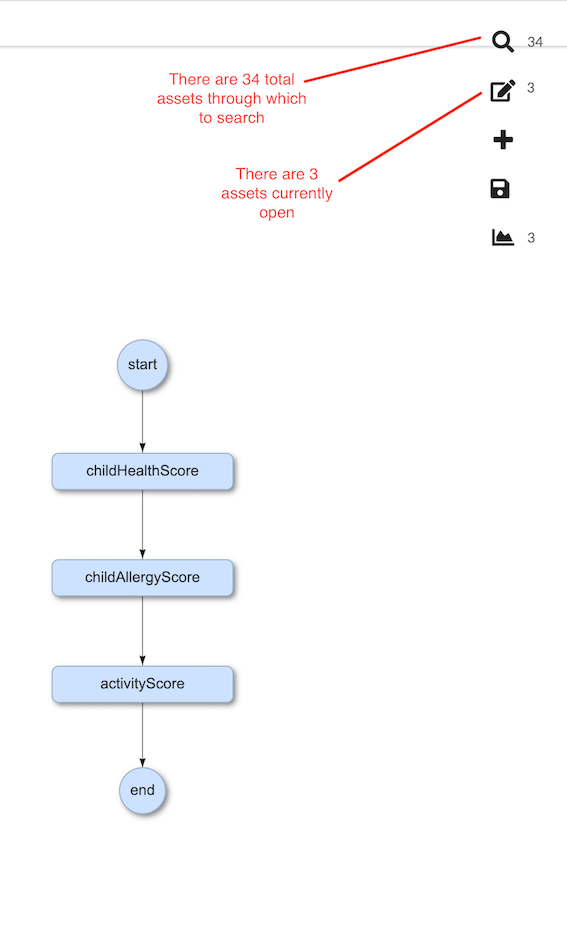 34
There are 34 total
assets through which
to search
3
There are 3
assets currently
open
3
start
childHealthScore
childAllergyScore
activityScore
end